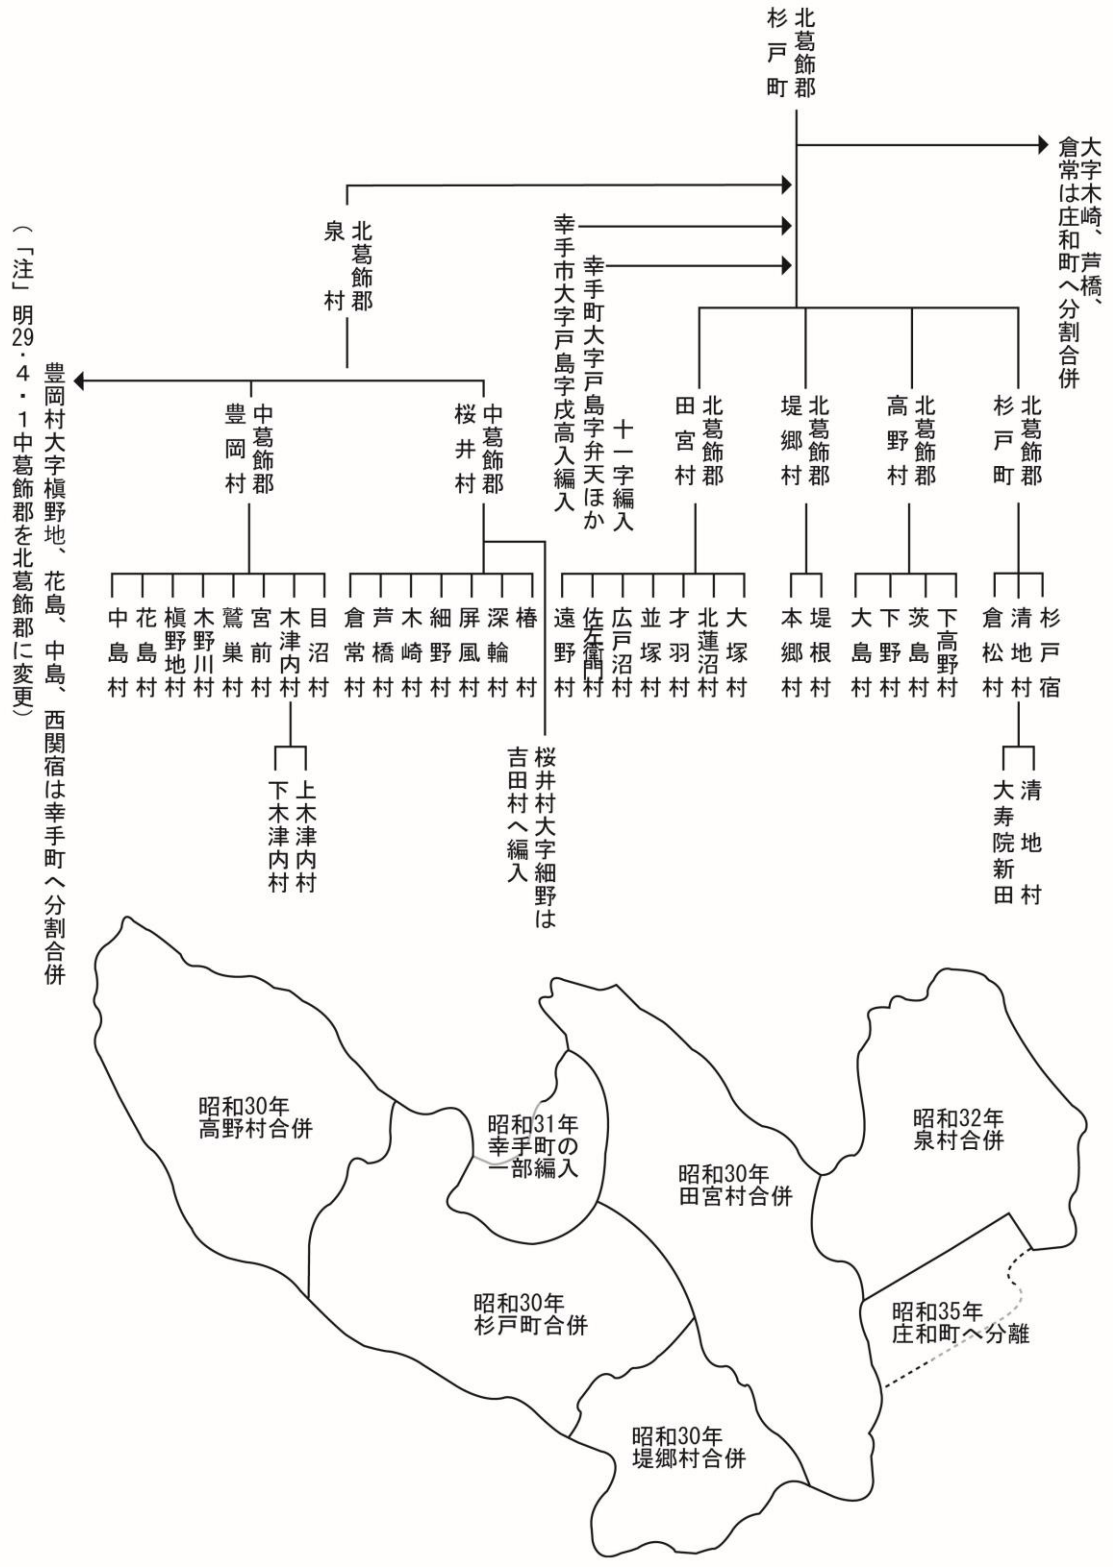 北葛飾郡
杉戸町
大字木崎、芦橋、
倉常は庄和町へ分割合併
北葛飾郡
泉村
幸手市大字戸島字戌高入編入
幸手町大字戸島字弁天ほか
十一字編入
北葛飾郡
杉戸町
北葛飾郡
高野村
北葛飾郡
堤郷村
北葛飾郡
田宮村
中葛飾郡
桜井村
中葛飾郡
豊岡村
豊岡村大字槇野地、花島、中島、西関宿は幸手町へ分割合併
(「注」明29・4・1中葛飾郡を北葛飾郡に変更)
杉戸宿
清地村
倉松村
下高野村
茨島村
下野村
大島村
堤根村
本郷村
大塚村
北蓮沼村
才羽村
並塚村
広戸沼村
佐左衛門村
遠野村
椿村
深輪村
屏風村
細野村
木崎村
芦橋村
倉常村
目沼村
木津内村
宮前村
鷲巣村
木野川村
槇野地村
花島村
中島村
清地村
大寿院新田
桜井村大字細野は
吉田村へ編入
上木津内村
下木津内村
昭和30年
高野村合併
昭和31年
幸手町の
一部編入
昭和30年
田宮村合併
昭和32年
泉村合併
昭和30年
杉戸町合併
昭和35年
庄和町へ分離
昭和30年
堤郷村合併